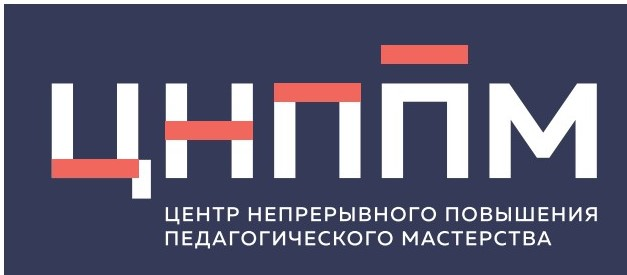 ЦНППМ
ЦЕНТР НЕПРЕРЫВНОГО ПОВЫШЕНИЯ
ПЕДАГОГИЧЕСКОГО МАСТЕРСТВА